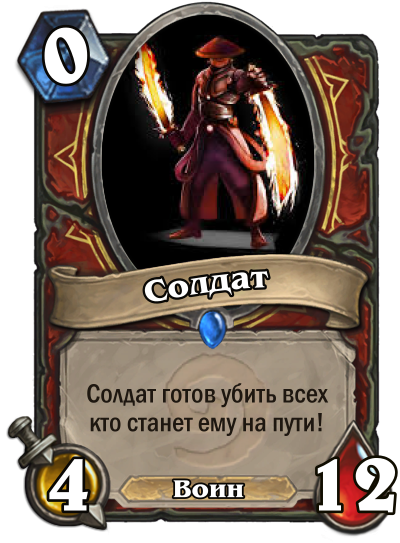 0
Солдат
Солдат готов убить всех
кто станет ему на пути!
4
Воин
12